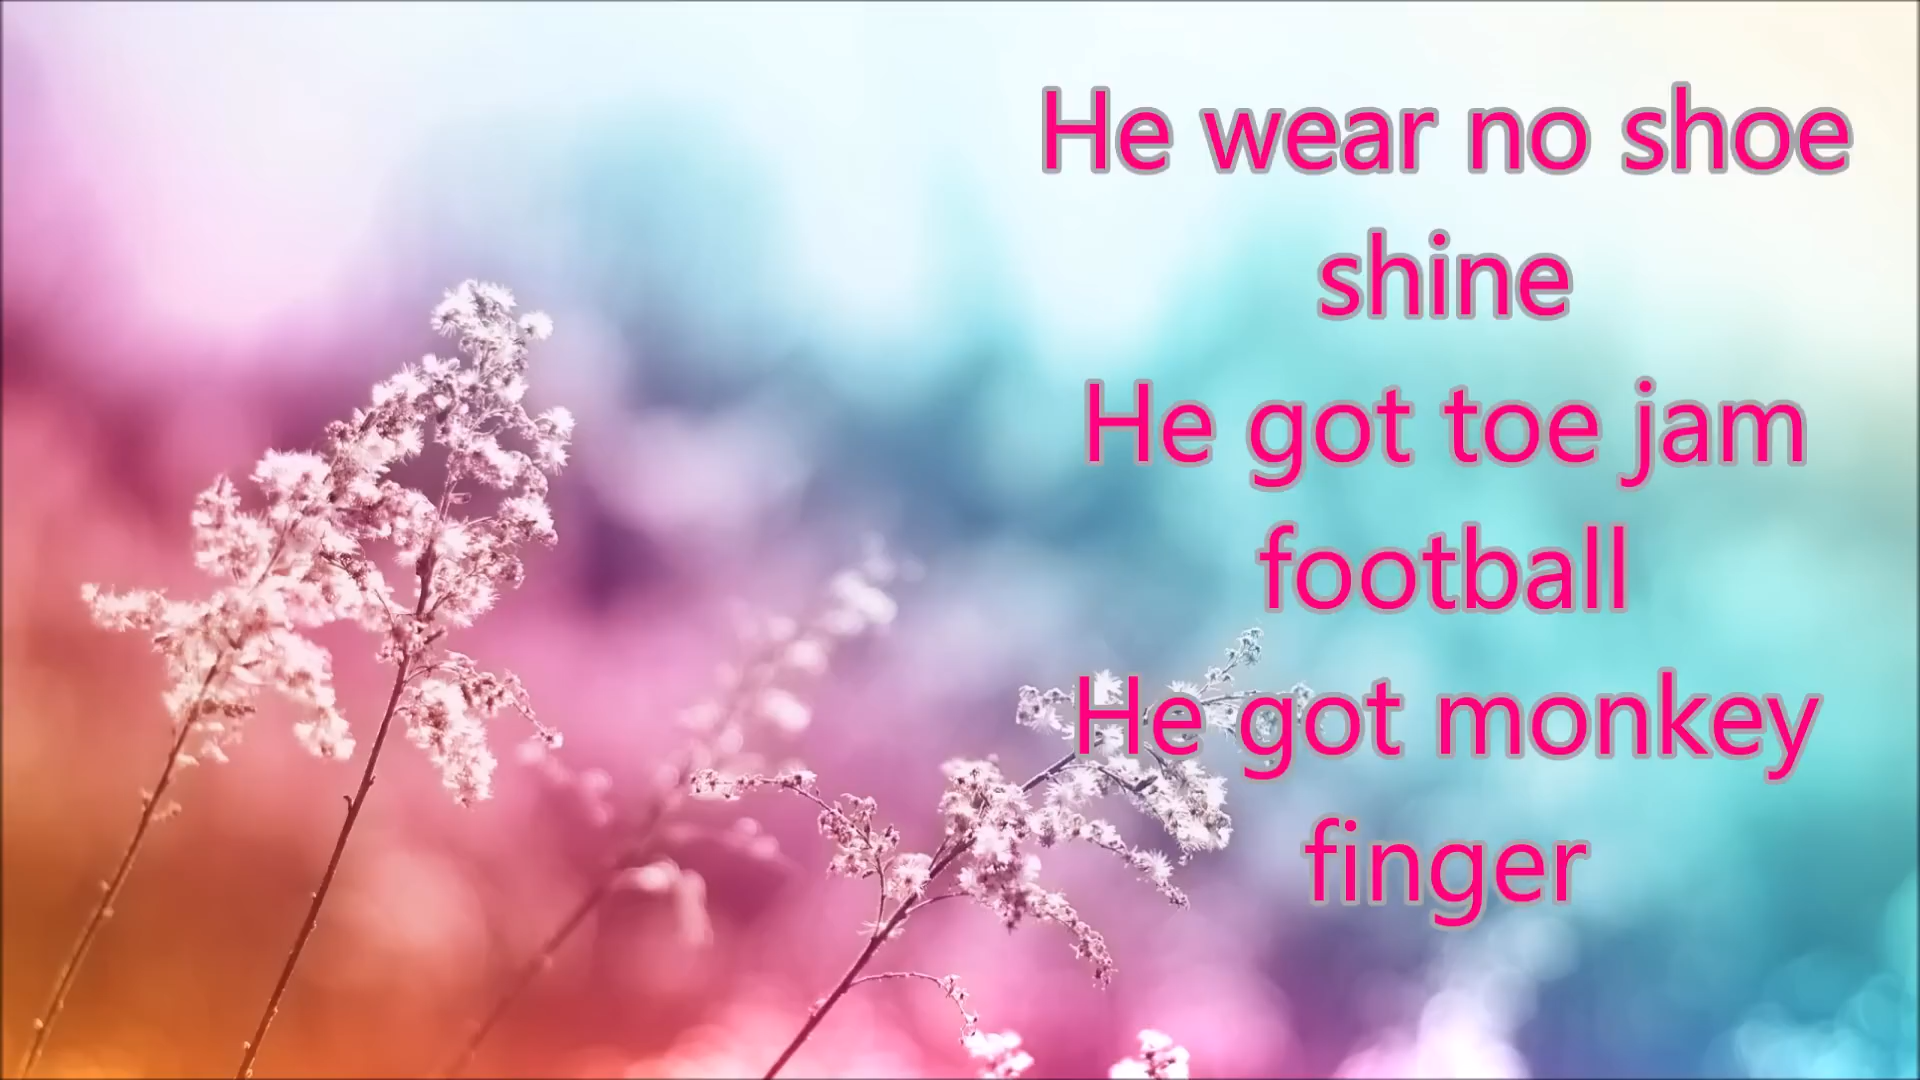 He wear no shoe
shine
He got toe jam
football
He got monkey
finger